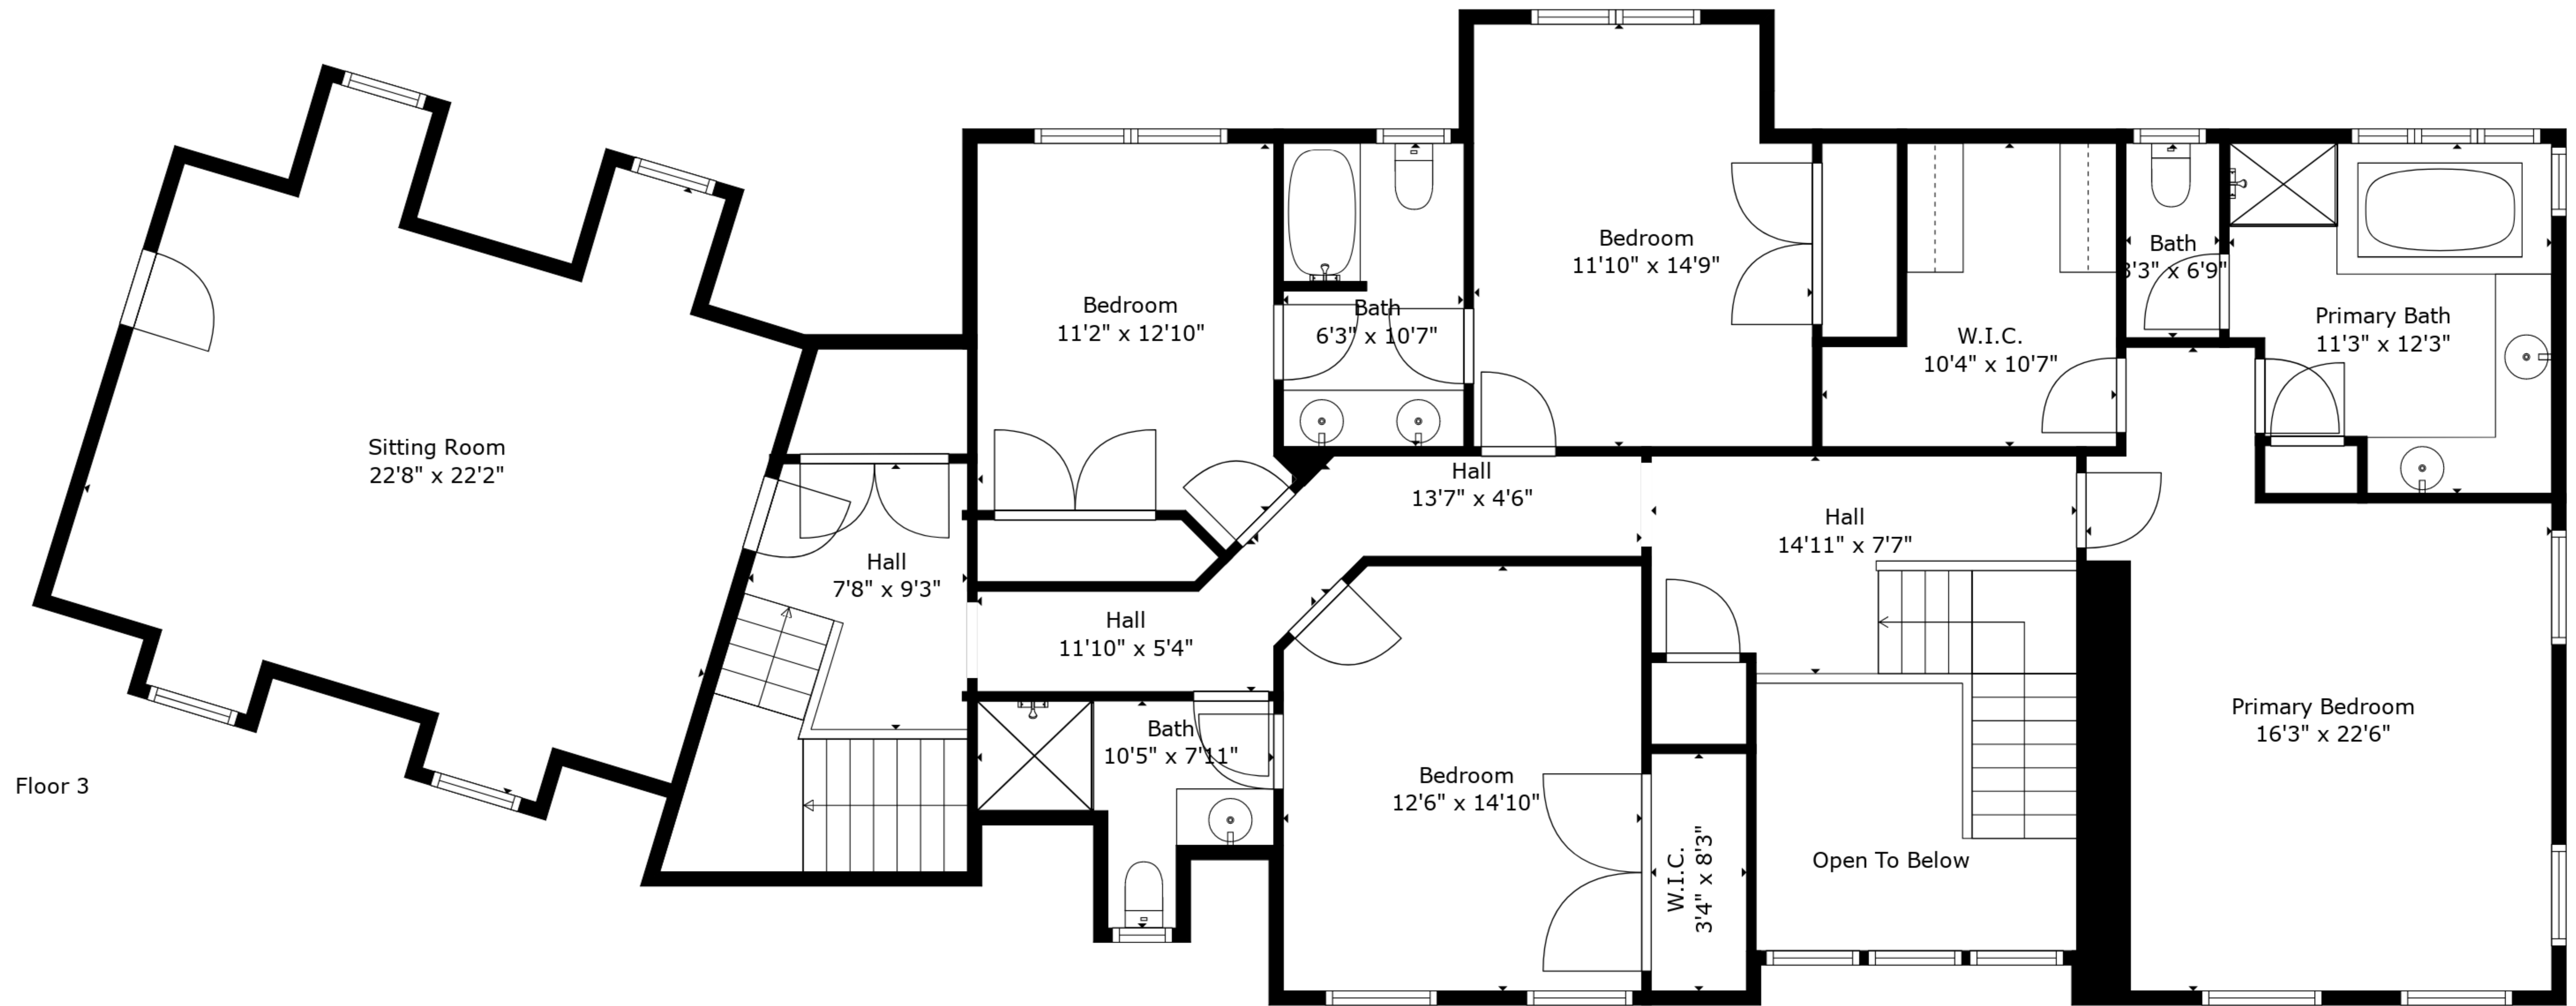 Bedroom
11'10" x 14'9"
Bath
3'3" x 6'9"
Bedroom
11'2" x 12'10"
Bath
6'3" x 10'7"
W.I.C.
10'4" x 10'7"
Primary Bath
11'3" x 12'3"
Sitting Room
22'8" x 22'2"
Hall
13'7" x 4'6"
Hall
14'11" x 7'7"
Hall
7'8" x 9'3"
Hall
11'10" x 5'4"
Primary Bedroom
16'3" x 22'6"
Bath
10'5" x 7'11"
Bedroom
12'6" x 14'10"
Floor 3
W.I.C.
3'4" x 8'3"
Open To Below